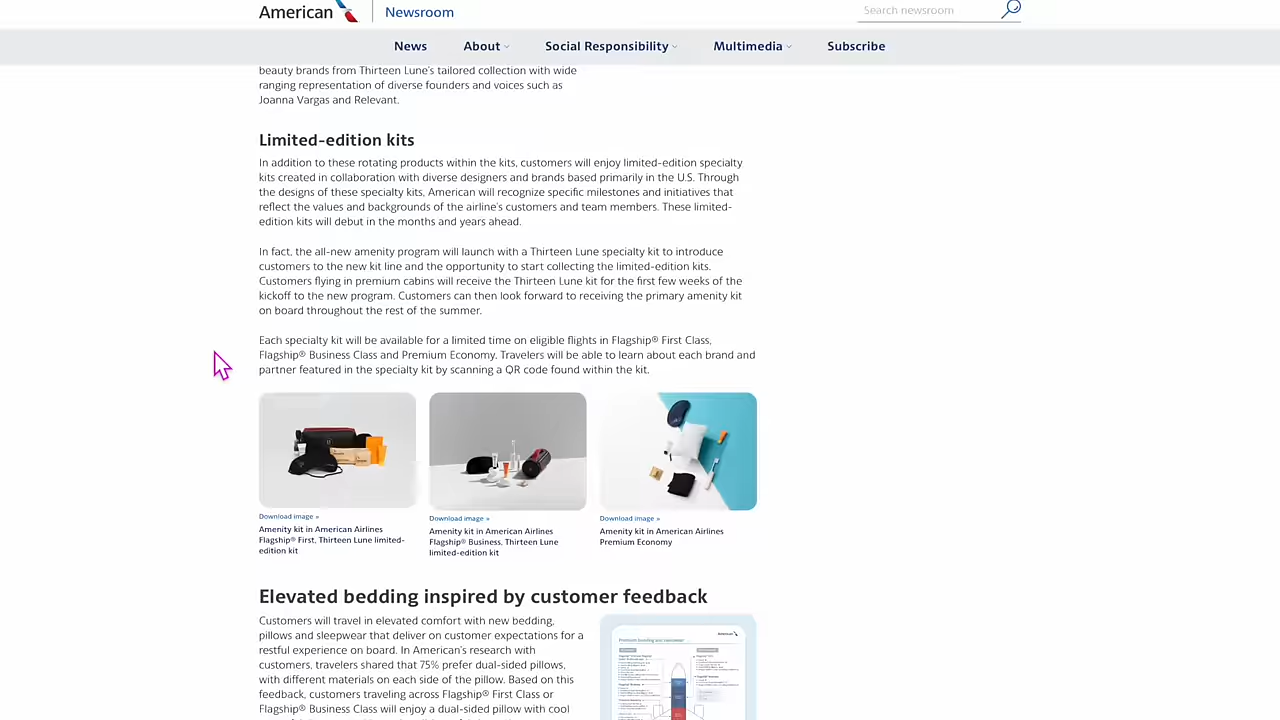 American
Newsroom
Search newsroom
News
About
Social Responsibility
Multimedia
Subscribe
beauty brands from Thirteen Lune's tailored collection with wide
ranging representation of diverse founders and voices such as
Joanna Vargas and Relevant.
Limited-edition kits
In addition to these rotating products within the kits, customers will enjoy limited-edition specialty
kits created in collaboration with diverse designers and brands based primarily in the U.S. Through
the designs of these specialty kits, American will recognize specific milestones and initiatives that
reflect the values and backgrounds of the airline's customers and team members. These limited-
edition kits will debut in the months and years ahead.
In fact, the all-new amenity program will launch with a Thirteen Lune specialty kit to introduce
customers to the new kit line and the opportunity to start collecting the limited-edition kits.
Customers flying in premium cabins will receive the Thirteen Lune kit for the first few weeks of the
kickoff to the new program. Customers can then look forward to receiving the primary amenity kit
on board throughout the rest of the summer.
Each specialty kit will be available for a limited time on eligible flights in Flagship® First Class,
Flagship® Business Class and Premium Economy. Travelers will be able to learn about each brand and
partner featured in the specialty kit by scanning a QR code found within the kit.
Download image »
Amenity kit in American Airlines
Flagship® First, Thirteen Lune limited-
edition kit
Download image »
Amenity kit in American Airlines
Flagship® Business, Thirteen Lune
limited-edition kit
Download image »
Amenity kit in American Airlines
Premium Economy
Elevated bedding inspired by customer feedback
Customers will travel in elevated comfort with new bedding,
pillows and sleepwear that deliver on customer expectations for a
restful experience on board. In American's research with
customers, travelers said that they prefer dual-sided pillows
with different material on each side of the pillow. Based on this
feedback, customers traveling across Flagship® First Class and
Flagship® Business Class will enjoy a dual-sided pillow with cool
American